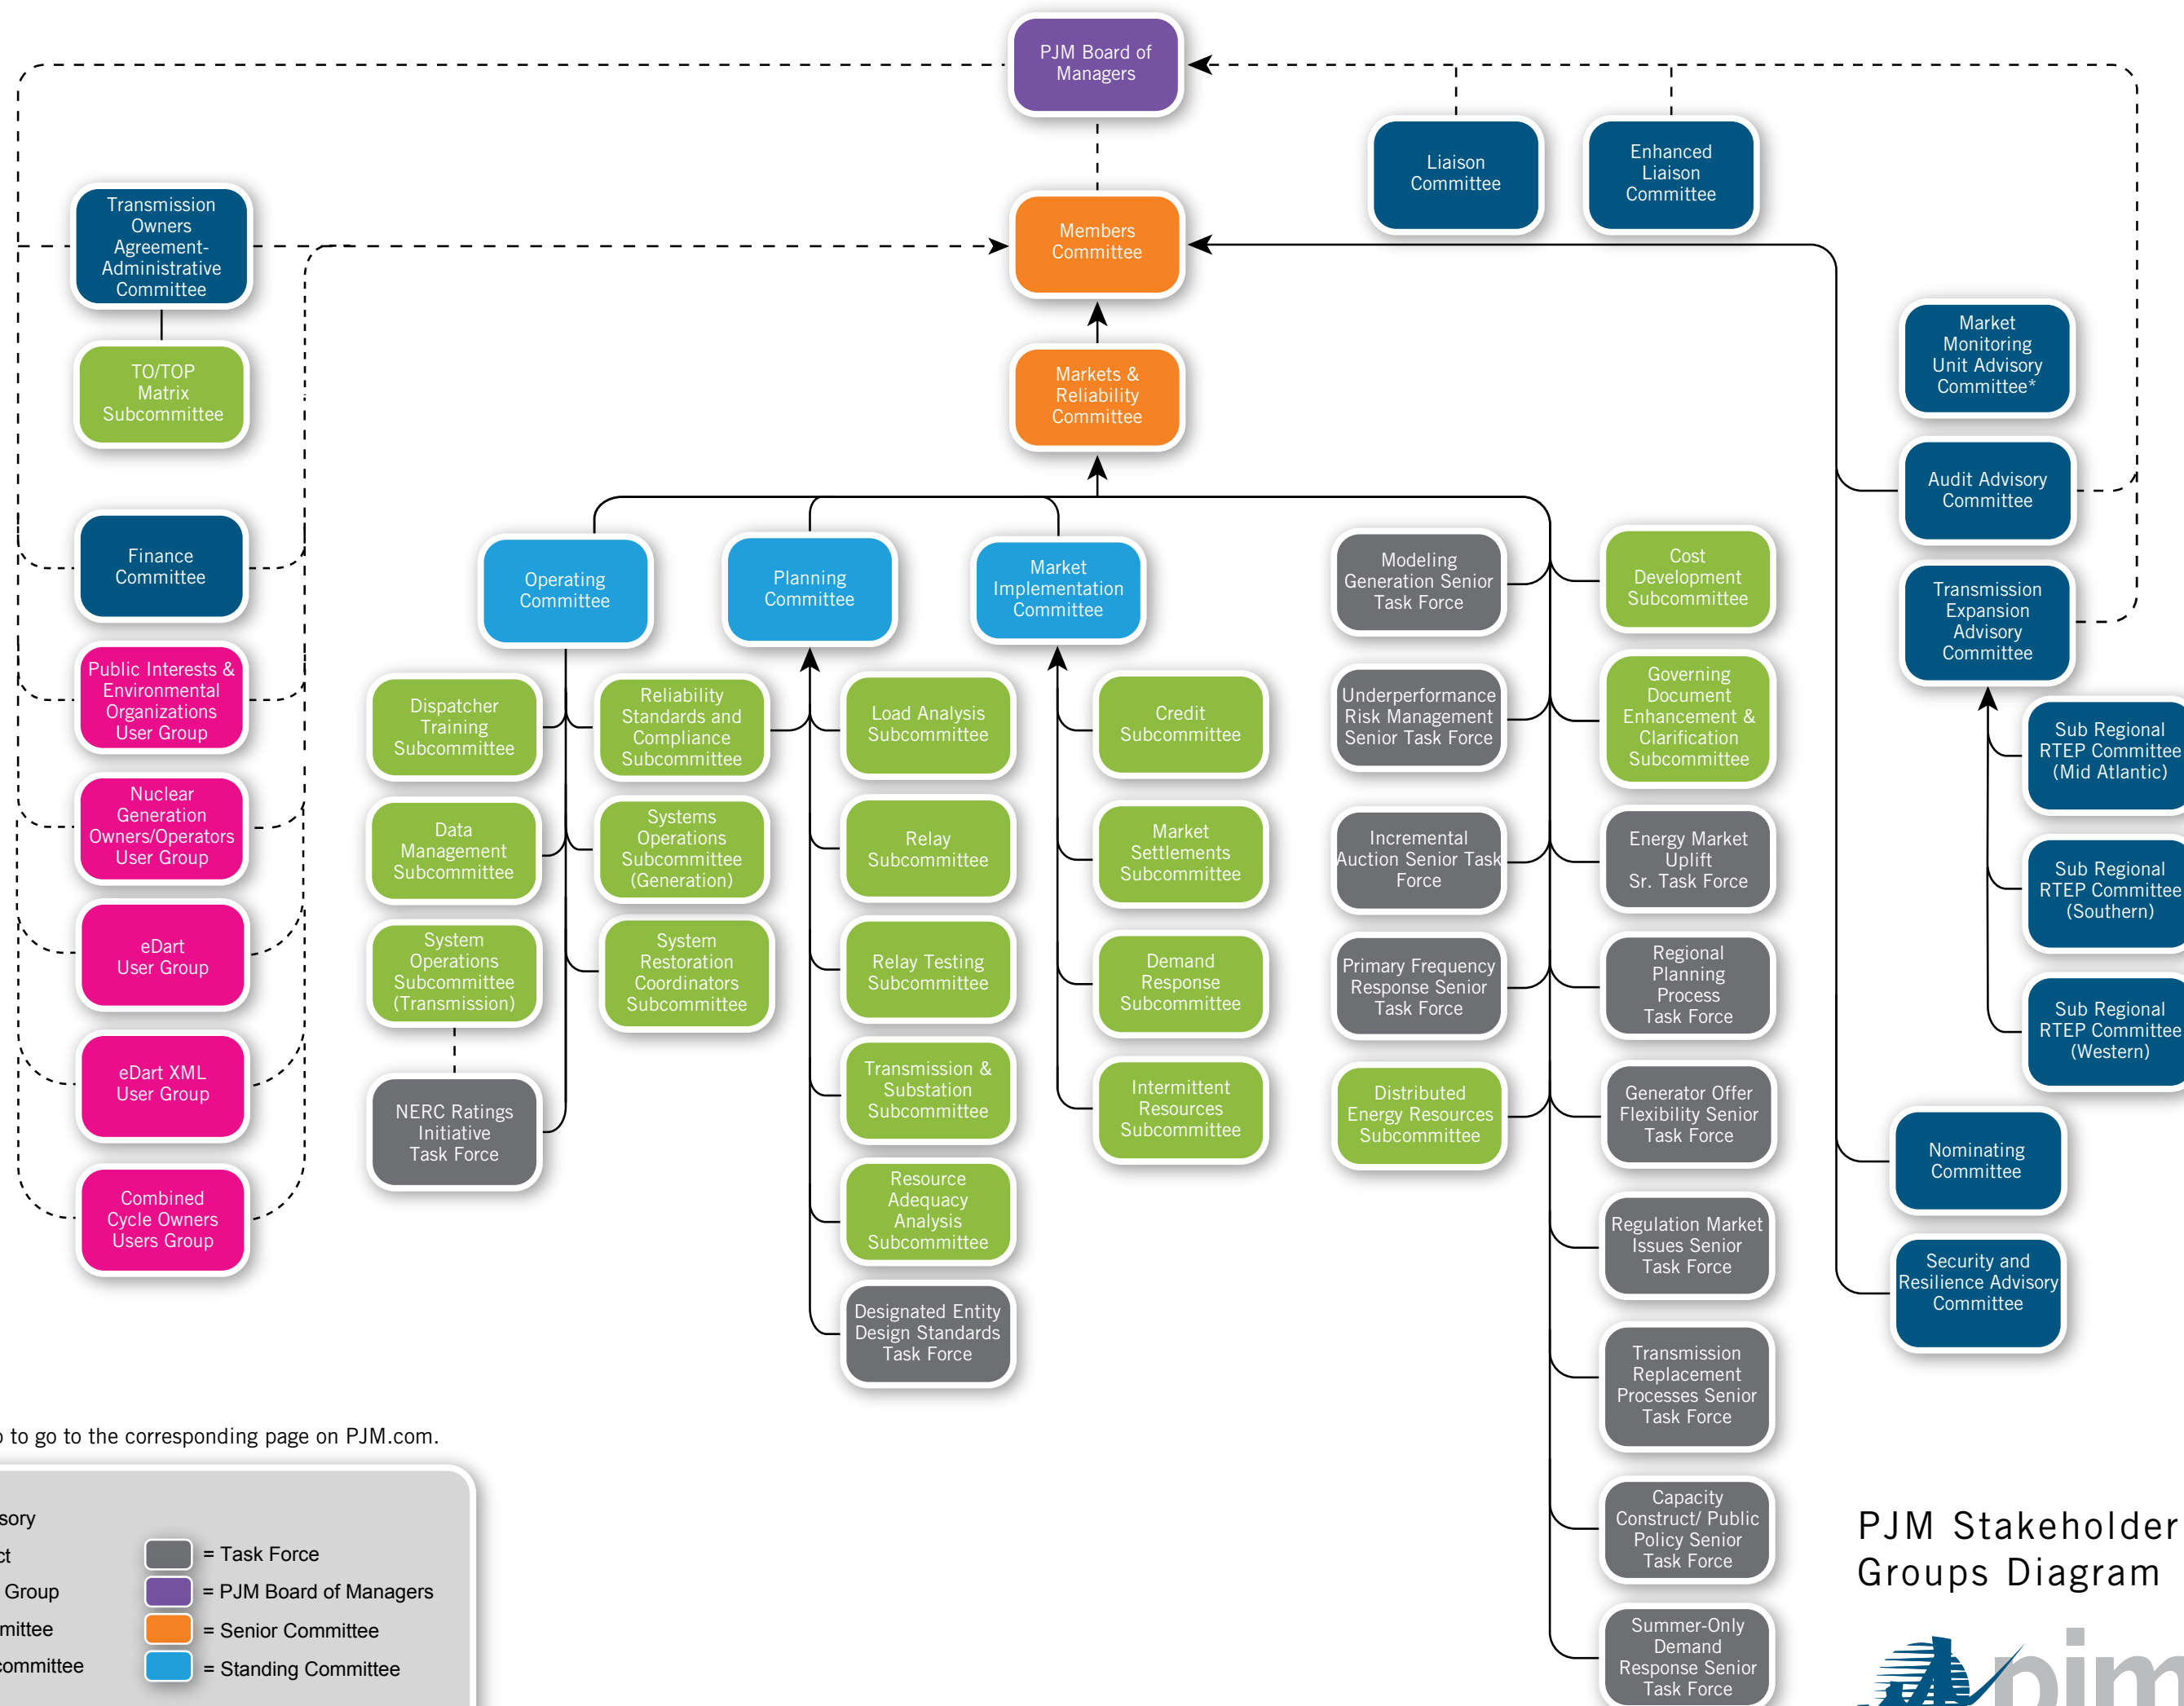 PJM Board of
Managers
Liaison
Committee
Enhanced
Liaison
Committee
Transmission
Owners
Agreement-
Administrative
Committee
Members
Committee
TO/TOP
Matrix
Subcommittee
Markets &
Reliability
Committee
Market
Monitoring
Unit Advisory
Committee*
Audit Advisory
Committee
Transmission
Expansion
Advisory
Committee
Finance
Committee
Public Interests &
Environmental
Organizations
User Group
Nuclear
Generation
Owners/Operators
User Group
eDart
User Group
eDart XML
User Group
Combined
Cycle Owners
Users Group
Operating
Committee
Planning
Committee
Market
Implementation
Committee
Dispatcher
Training
Subcommittee
Reliability
Standards and
Compliance
Subcommittee
Data
Management
Subcommittee
Systems
Operations
Subcommittee
(Generation)
System
Operations
Subcommittee
(Transmission)
System
Restoration
Coordinators
Subcommittee
NERC Ratings
Initiative
Task Force
Load Analysis
Subcommittee
Relay
Subcommittee
Relay Testing
Subcommittee
Transmission &
Substation
Subcommittee
Resource
Adequacy
Analysis
Subcommittee
Designated Entity
Design Standards
Task Force
Credit
Subcommittee
Market
Settlements
Subcommittee
Demand
Response
Subcommittee
Intermittent
Resources
Subcommittee
Modeling
Generation Senior
Task Force
Underperformance
Risk Management
Senior Task Force
Incremental
Auction Senior Task
Force
Primary Frequency
Response Senior
Task Force
Distributed
Energy Resources
Subcommittee
Cost
Development
Subcommittee
Governing
Document
Enhancement &
Clarification
Subcommittee
Energy Market
Uplift
Sr. Task Force
Regional
Planning
Process
Task Force
Generator Offer
Flexibility Senior
Task Force
Regulation Market
Issues Senior
Task Force
Transmission
Replacement
Processes Senior
Task Force
Capacity
Construct/ Public
Policy Senior
Task Force
Summer-Only
Demand
Response Senior
Task Force
Sub Regional
RTEP Committee
(Mid Atlantic)
Sub Regional
RTEP Committee
(Southern)
Sub Regional
RTEP Committee
(Western)
Nominating
Committee
Security and
Resilience Advisory
Committee
to go to the corresponding page on PJM.com.
Group
= Task Force
= PJM Board of Managers
= Senior Committee
= Standing Committee
PJM Stakeholder
Groups Diagram
pjm